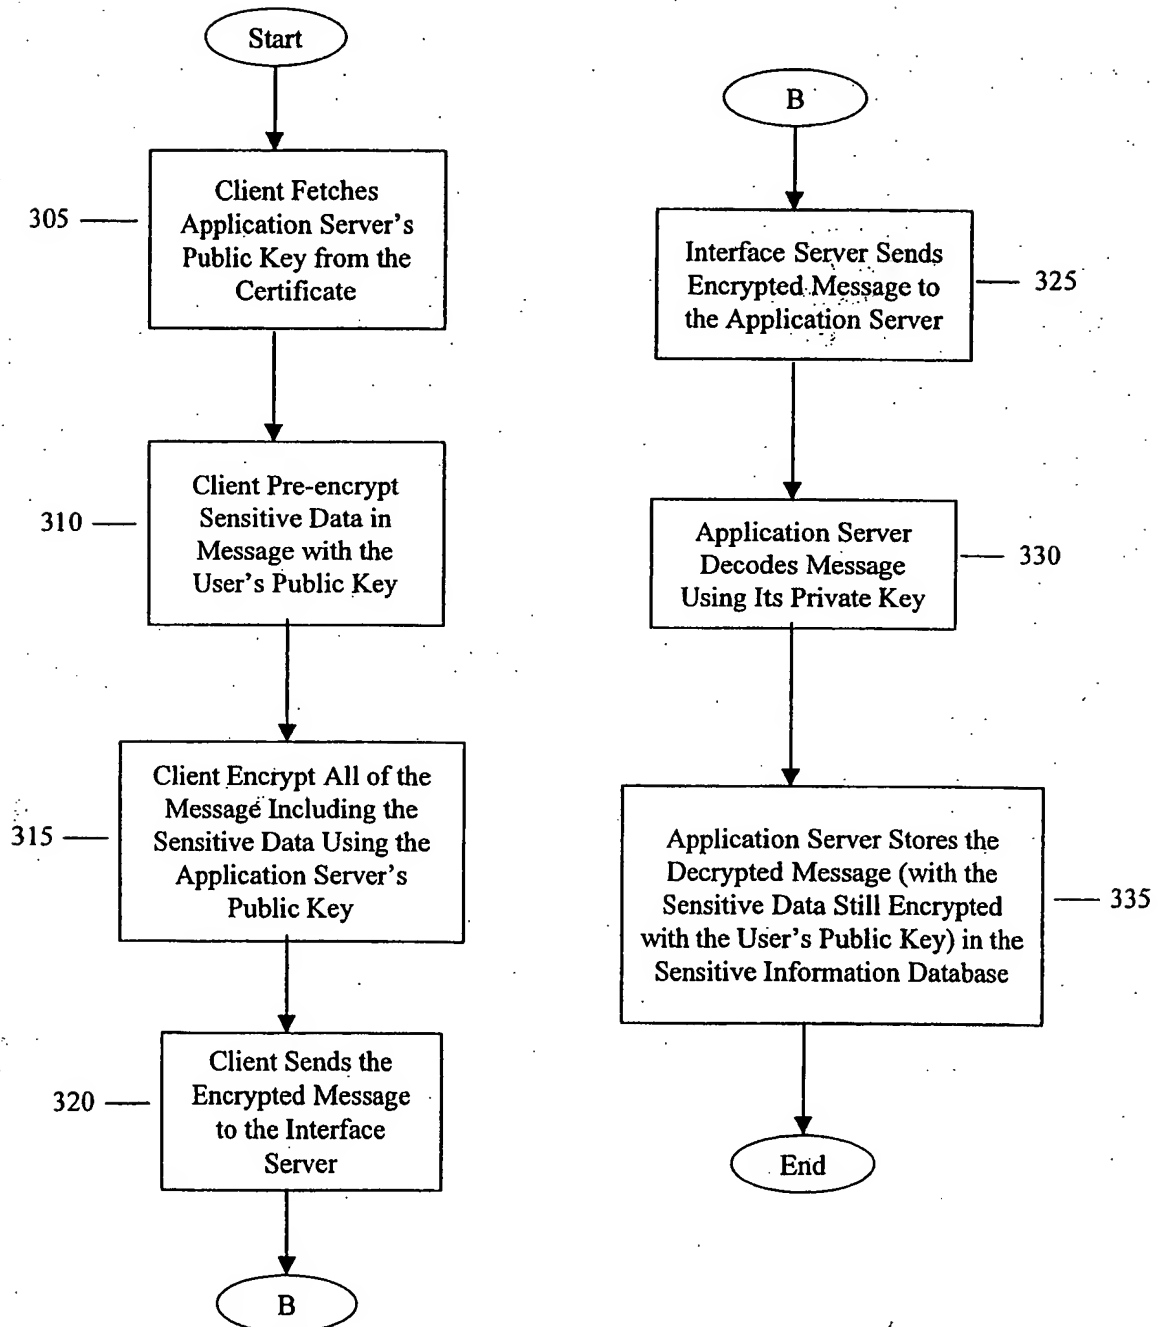 Start
305
Client Fetches
Application Server's
Public Key from the
Certificate
310
Client Pre-encrypt
Sensitive Data in
Message with the
User's Public Key
315
Client Encrypt All of the
Message Including the
Sensitive Data Using the
Application Server's
Public Key
320
Client Sends the
Encrypted Message
to the Interface
Server
B
B
Interface Server Sends
Encrypted Message to
the Application Server
325
Application Server
Decodes Message
Using Its Private Key
330
Application Server Stores the
Decrypted Message (with the
Sensitive Data Still Encrypted
with the User's Public Key) in the
Sensitive Information Database
335
End